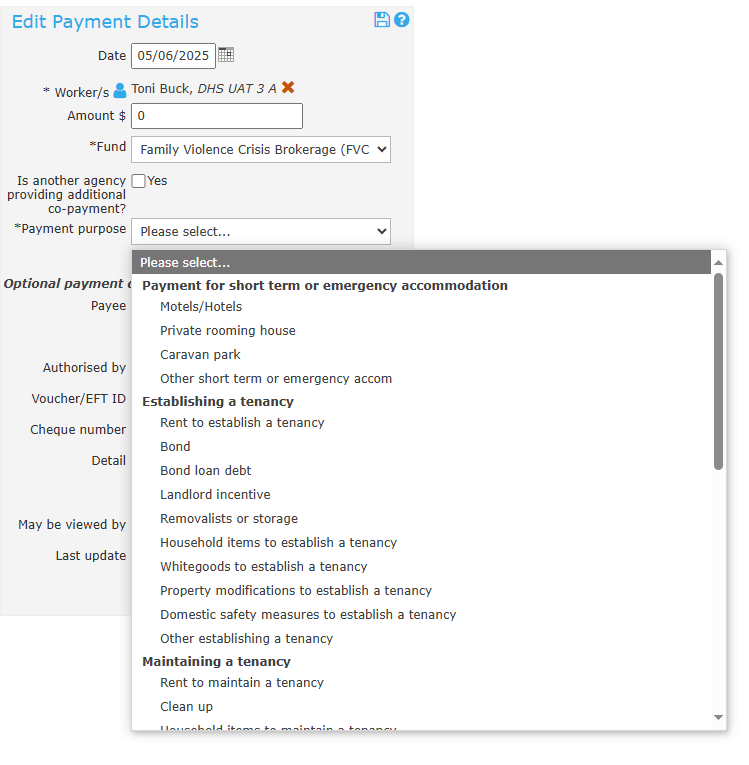 Edit Payment Details
Date 05/06/2025
* Worker/s Toni Buck, DHS UAT 3 A
Amount $ 0
*Fund Family Violence Crisis Brokerage (FVC
Is another agency
providing additional
co-payment?
Yes
*Payment purpose Please select...
Please select...
Payment for short term or emergency accommodation
Motels/Hotels
Private rooming house
Caravan park
Other short term or emergency accom
Establishing a tenancy
Rent to establish a tenancy
Bond
Bond loan debt
Landlord incentive
Removalists or storage
Household items to establish a tenancy
Whitegoods to establish a tenancy
Property modifications to establish a tenancy
Domestic safety measures to establish a tenancy
Other establishing a tenancy
Maintaining a tenancy
Rent to maintain a tenancy
Clean up
Household items to maintain a tenancy
Optional payment
Payee
Authorised by
Voucher/EFT ID
Cheque number
Detail
May be viewed by
Last update